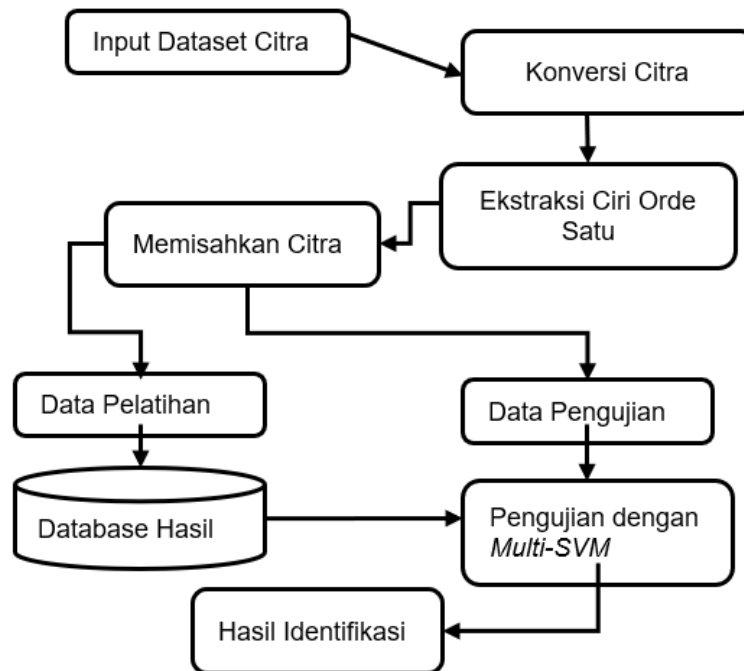 Input Dataset Citra
Konversi Citra
Ekstraksi Ciri Orde
Satu
Memisahkan Citra
Data Pelatihan
Data Pengujian
Database Hasil
Pengujian dengan
Multi-SVM
Hasil Identifikasi